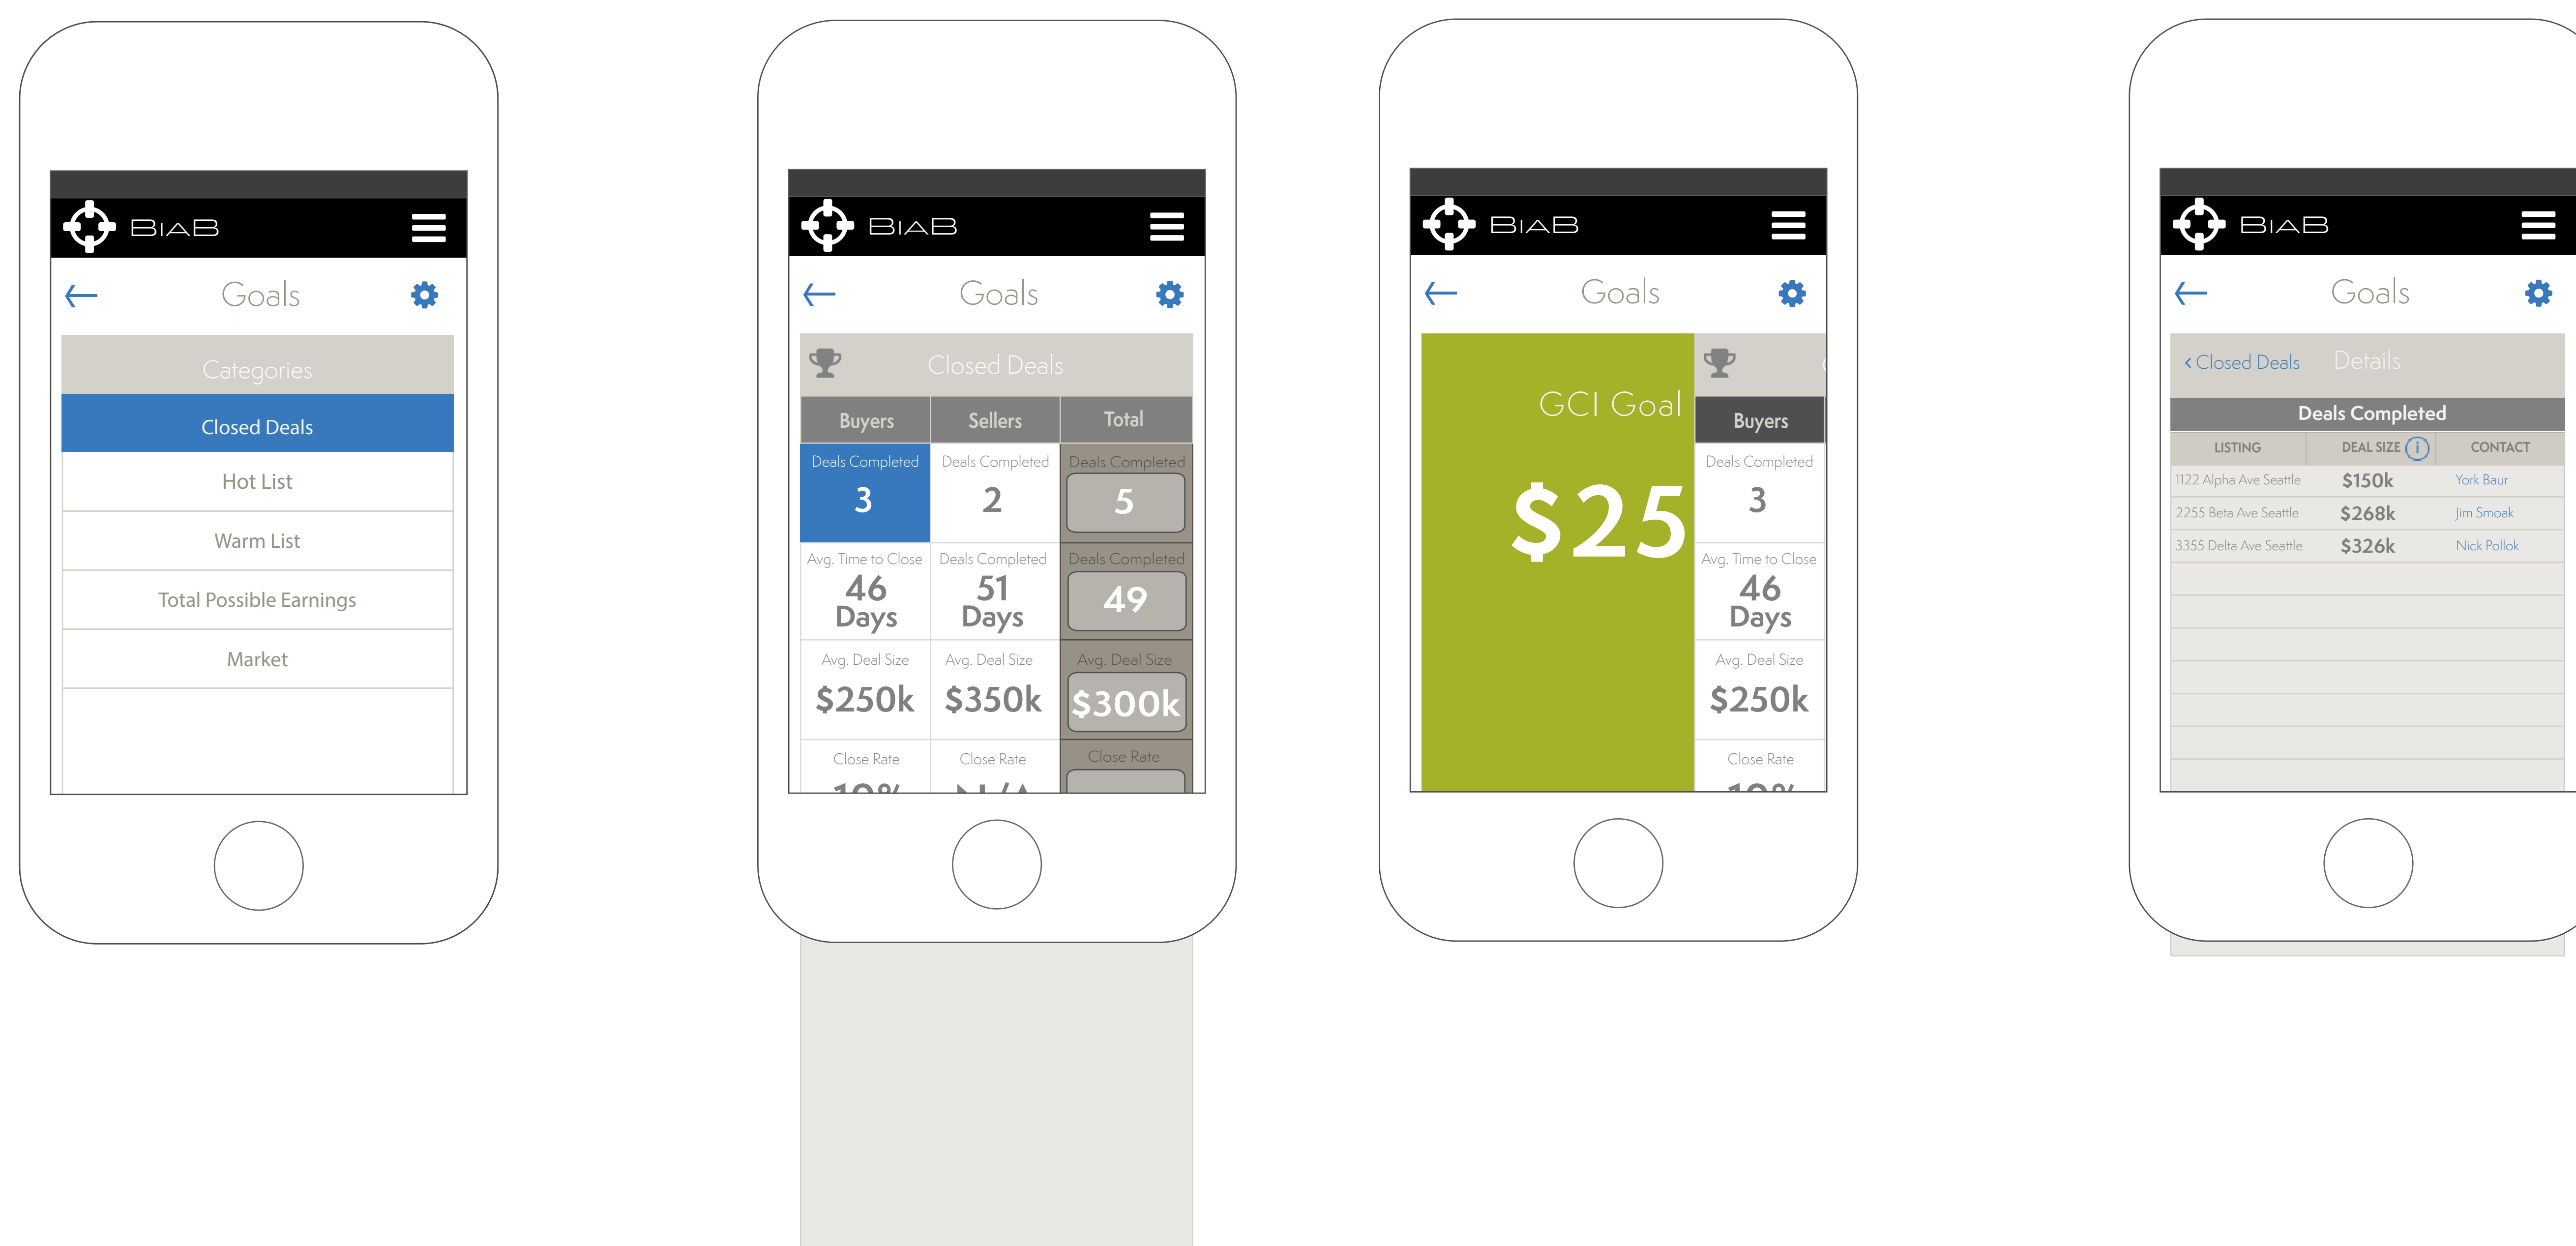 BIAB
Goals
Categories
Closed Deals
Hot List
Warm List
Total Possible Earnings
Market
BIAB
Goals
Closed Deals
Buyers Sellers Total
Deals Completed Deals Completed Deals Completed
3 2 5
Avg. Time to Close Deals Completed Deals Completed
46 Days 51 Days 49
Avg. Deal Size Avg. Deal Size Avg. Deal Size
$250k $350k $300k
Close Rate Close Rate Close Rate
BIAB
Goals
GCI Goal
$25
Buyers
Deals Completed
3
Avg. Time to Close
46
Days
Avg. Deal Size
$250k
Close Rate
BIAB
Goals
< Closed Deals Details
Deals Completed
LISTING DEAL SIZE i CONTACT
1122 Alpha Ave Seattle $150k York Baur
2255 Beta Ave Seattle $268k Jim Smoak
3355 Delta Ave Seattle $326k Nick Pollok